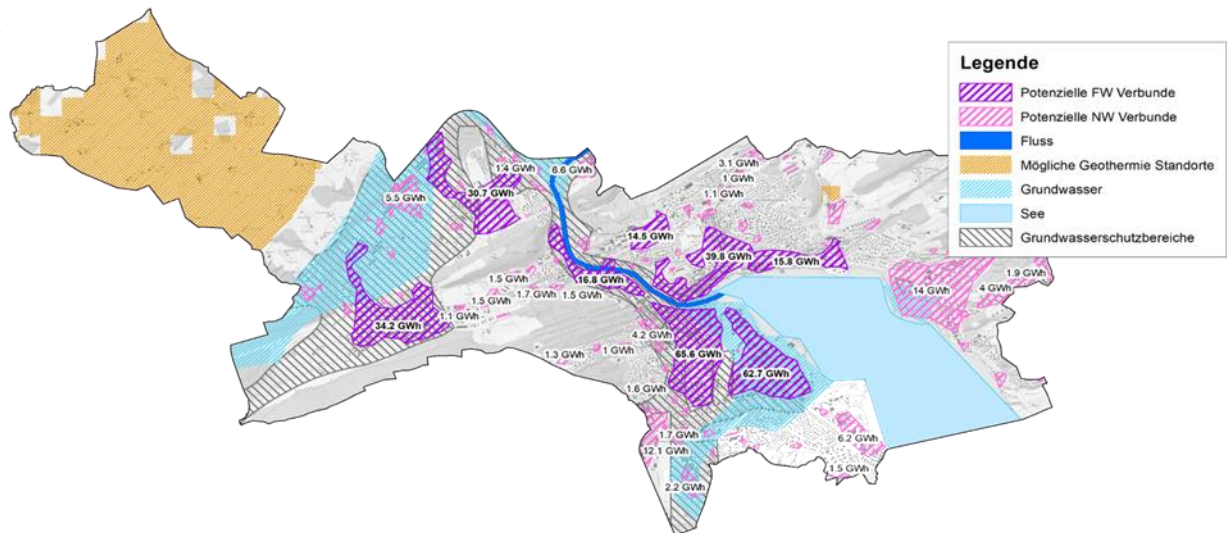 Legende
Potenzielle FW Verbunde
Potenzielle NW Verbunde
Fluss
Mögliche Geothermie Standorte
Grundwasser
See
Grundwasserschutzbereiche
3.1 GWh
1 GWh
1.1 GWh
1.4 GWh
6.6 GWh
30.7 GWh
5.5 GWh
14.5 GWh
39.8 GWh
15.8 GWh
1.9 GWh
4 GWh
14 GWh
16.8 GWh
1.5 GWh
1.7 GWh
1.5 GWh
1.5 GWh
1.1 GWh
34.2 GWh
4.2 GWh
1 GWh
1.3 GWh
65.6 GWh
62.7 GWh
1.6 GWh
1.7 GWh
12.1 GWh
6.2 GWh
1.5 GWh
2.2 GWh